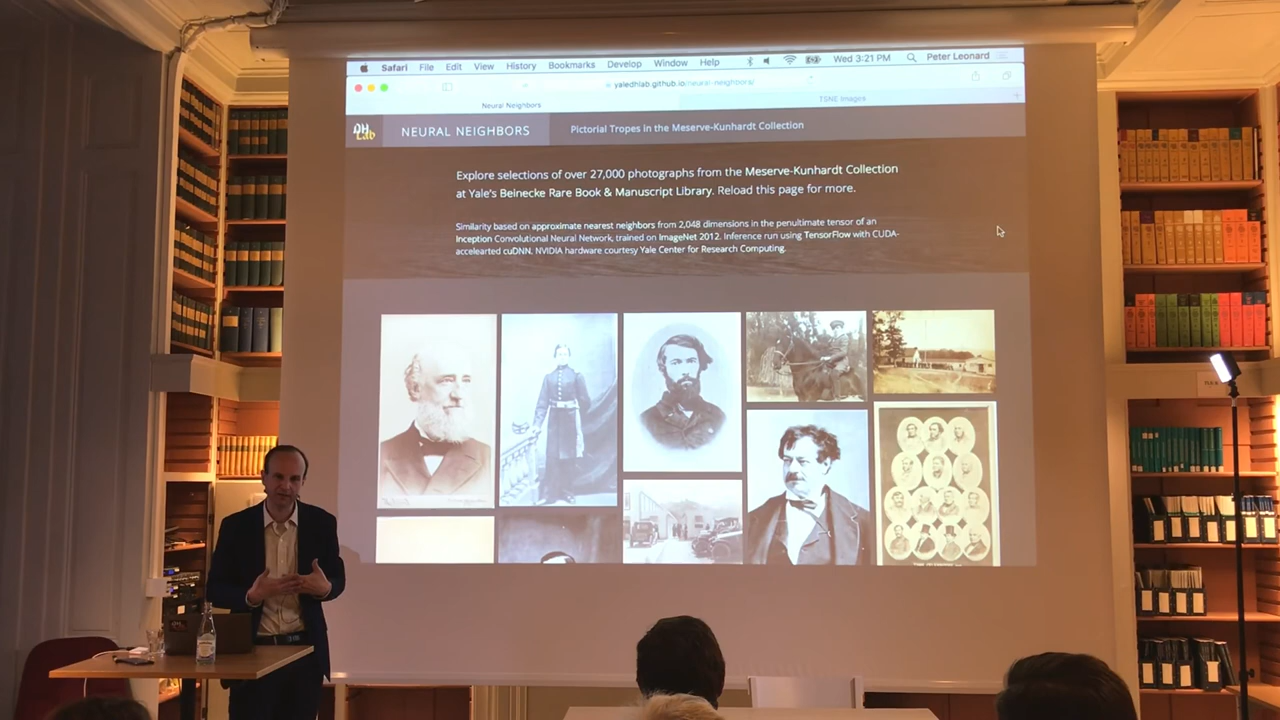 Safari File Edit View History Bookmarks Develop Window Help Wed 3:21 PM Peter Leonard
yaledhlab.github.io/neural-neighbors/
Neural Neighbors TSNE Images
DH Lab NEURAL NEIGHBORS Pictorial Tropes in the Meserve-Kunhardt Collection
Explore selections of over 27,000 photographs from the Meserve-Kunhardt Collection
at Yale's Beinecke Rare Book & Manuscript Library. Reload this page for more.
Similarity based on approximate nearest neighbors from 2,048 dimensions in the penultimate tensor of an
Inception Convolutional Neural Network, trained on ImageNet 2012. Inference run using TensorFlow with CUDA-
accelearted cuDNN. NVIDIA hardware courtesy Yale Center for Research Computing.